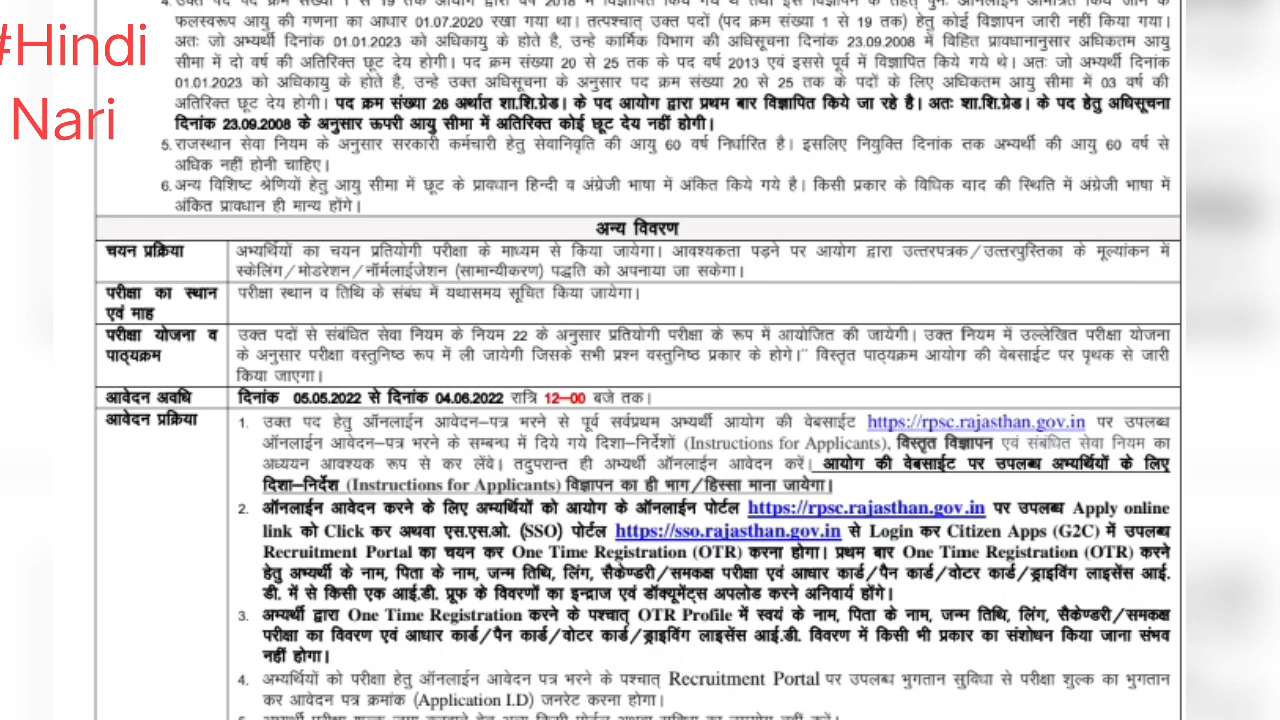 #Hindi
Nari
4. उक्त पद पद क्रम संख्या 1 से 19 तक आयोग द्वारा वर्ष 2018 में विज्ञापित किये गये थे तथा इस विज्ञापन के तहत् पुनः ऑनलाईन आमंत्रित किये जाने के
फलस्वरूप आयु की गणना का आधार 01.07.2020 रखा गया था। तत्पश्चात् उक्त पदों (पद क्रम संख्या 1 से 19 तक) हेतु कोई विज्ञापन जारी नहीं किया गया।
अतः जो अभ्यर्थी दिनांक 01.01.2023 को अधिकायु के होते है, उन्हे कार्मिक विभाग की अधिसूचना दिनांक 23.09.2008 में विहित प्रावधानानुसार अधिकतम आयु
सीमा में दो वर्ष की अतिरिक्त छूट देय होगी। पद क्रम संख्या 20 से 25 तक के पद वर्ष 2013 एवं इससे पूर्व में विज्ञापित किये गये थे। अतः जो अभ्यर्थी दिनांक
01.01.2023 को अधिकायु के होते है, उन्हे उक्त अधिसूचना के अनुसार पद क्रम संख्या 20 से 25 तक के पदों के लिए अधिकतम आयु सीमा में 03 वर्ष की
अतिरिक्त छूट देय होगी। पद क्रम संख्या 26 अर्थात शा.शि.ग्रेड। के पद आयोग द्वारा प्रथम बार विज्ञापित किये जा रहे है। अतः शा.शि.ग्रेड। के पद हेतु अधिसूचना
दिनांक 23.09.2008 के अनुसार ऊपरी आयु सीमा में अतिरिक्त कोई छूट देय नहीं होगी।
5. राजस्थान सेवा नियम के अनुसार सरकारी कर्मचारी हेतु सेवानिवृति की आयु 60 वर्ष निर्धारित है। इसलिए नियुक्ति दिनांक तक अभ्यर्थी की आयु 60 वर्ष से
अधिक नहीं होनी चाहिए।
6. अन्य विशिष्ट श्रेणियों हेतु आयु सीमा में छूट के प्रावधान हिन्दी व अंग्रेजी भाषा में अंकित किये गये है। किसी प्रकार के विधिक वाद की स्थिति में अंग्रेजी भाषा में
अंकित प्रावधान ही मान्य होंगे।
अन्य विवरण
चयन प्रक्रिया
अभ्यर्थियों का चयन प्रतियोगी परीक्षा के माध्यम से किया जायेगा। आवश्यकता पड़ने पर आयोग द्वारा उत्तरपत्रक/उत्तरपुस्तिका के मूल्यांकन में
स्केलिंग/मोडरेशन/नॉर्मलाईजेशन (सामान्यीकरण) पद्धति को अपनाया जा सकेगा।
परीक्षा का स्थान
एवं माह
परीक्षा स्थान व तिथि के संबंध में यथासमय सूचित किया जायेगा।
परीक्षा योजना व
पाठ्यक्रम
उक्त पदों से संबंधित सेवा नियम के नियम 22 के अनुसार प्रतियोगी परीक्षा के रूप में आयोजित की जायेगी। उक्त नियम में उल्लेखित परीक्षा योजना
के अनुसार परीक्षा वस्तुनिष्ठ रूप में ली जायेगी जिसके सभी प्रश्न वस्तुनिष्ठ प्रकार के होगे।" विस्तृत पाठ्यक्रम आयोग की वेबसाईट पर पृथक से जारी
किया जाएगा।
आवेदन अवधि
दिनांक 05.05.2022 से दिनांक 04.06.2022 रात्रि 12–00 बजे तक।
आवेदन प्रक्रिया
1. उक्त पद हेतु ऑनलाईन आवेदन–पत्र भरने से पूर्व सर्वप्रथम अभ्यर्थी आयोग की वेबसाईट https://rpsc.rajasthan.gov.in पर उपलब्ध
ऑनलाईन आवेदन–पत्र भरने के सम्बन्ध में दिये गये दिशा–निर्देशों (Instructions for Applicants), विस्तृत विज्ञापन एवं संबंधित सेवा नियम का
अध्ययन आवश्यक रूप से कर लेंवे। तदुपरान्त ही अभ्यर्थी ऑनलाईन आवेदन करें। आयोग की वेबसाईट पर उपलब्ध अभ्यर्थियों के लिए
दिशा–निर्देश (Instructions for Applicants) विज्ञापन का ही भाग/हिस्सा माना जायेगा।
2. ऑनलाईन आवेदन करने के लिए अभ्यर्थियों को आयोग के ऑनलाईन पोर्टल https://rpsc.rajasthan.gov.in पर उपलब्ध Apply online
link को Click कर अथवा एस.एस.ओ. (SSO) पोर्टल https://sso.rajasthan.gov.in से Login कर Citizen Apps (G2C) में उपलब्ध
Recruitment Portal का चयन कर One Time Registration (OTR) करना होगा। प्रथम बार One Time Registration (OTR) करने
हेतु अभ्यर्थी के नाम, पिता के नाम, जन्म तिथि, लिंग, सैकेण्डरी/समकक्ष परीक्षा एवं आधार कार्ड/पैन कार्ड/वोटर कार्ड/ड्राइविंग लाइसेंस आई.
डी. में से किसी एक आई.डी. प्रूफ के विवरणों का इन्द्राज एवं डॉक्यूमेंट्स अपलोड करने अनिवार्य होंगे।
3. अभ्यर्थी द्वारा One Time Registration करने के पश्चात् OTR Profile में स्वयं के नाम, पिता के नाम, जन्म तिथि, लिंग, सैकेण्डरी/समकक्ष
परीक्षा का विवरण एवं आधार कार्ड/पैन कार्ड/वोटर कार्ड/ड्राइविंग लाइसेंस आई.डी. विवरण में किसी भी प्रकार का संशोधन किया जाना संभव
नहीं होगा।
4. अभ्यर्थियों को परीक्षा हेतु ऑनलाईन आवेदन पत्र भरने के पश्चात् Recruitment Portal पर उपलब्ध भुगतान सुविधा से परीक्षा शुल्क का भुगतान
कर आवेदन पत्र क्रमांक (Application I.D) जनरेट करना होगा।